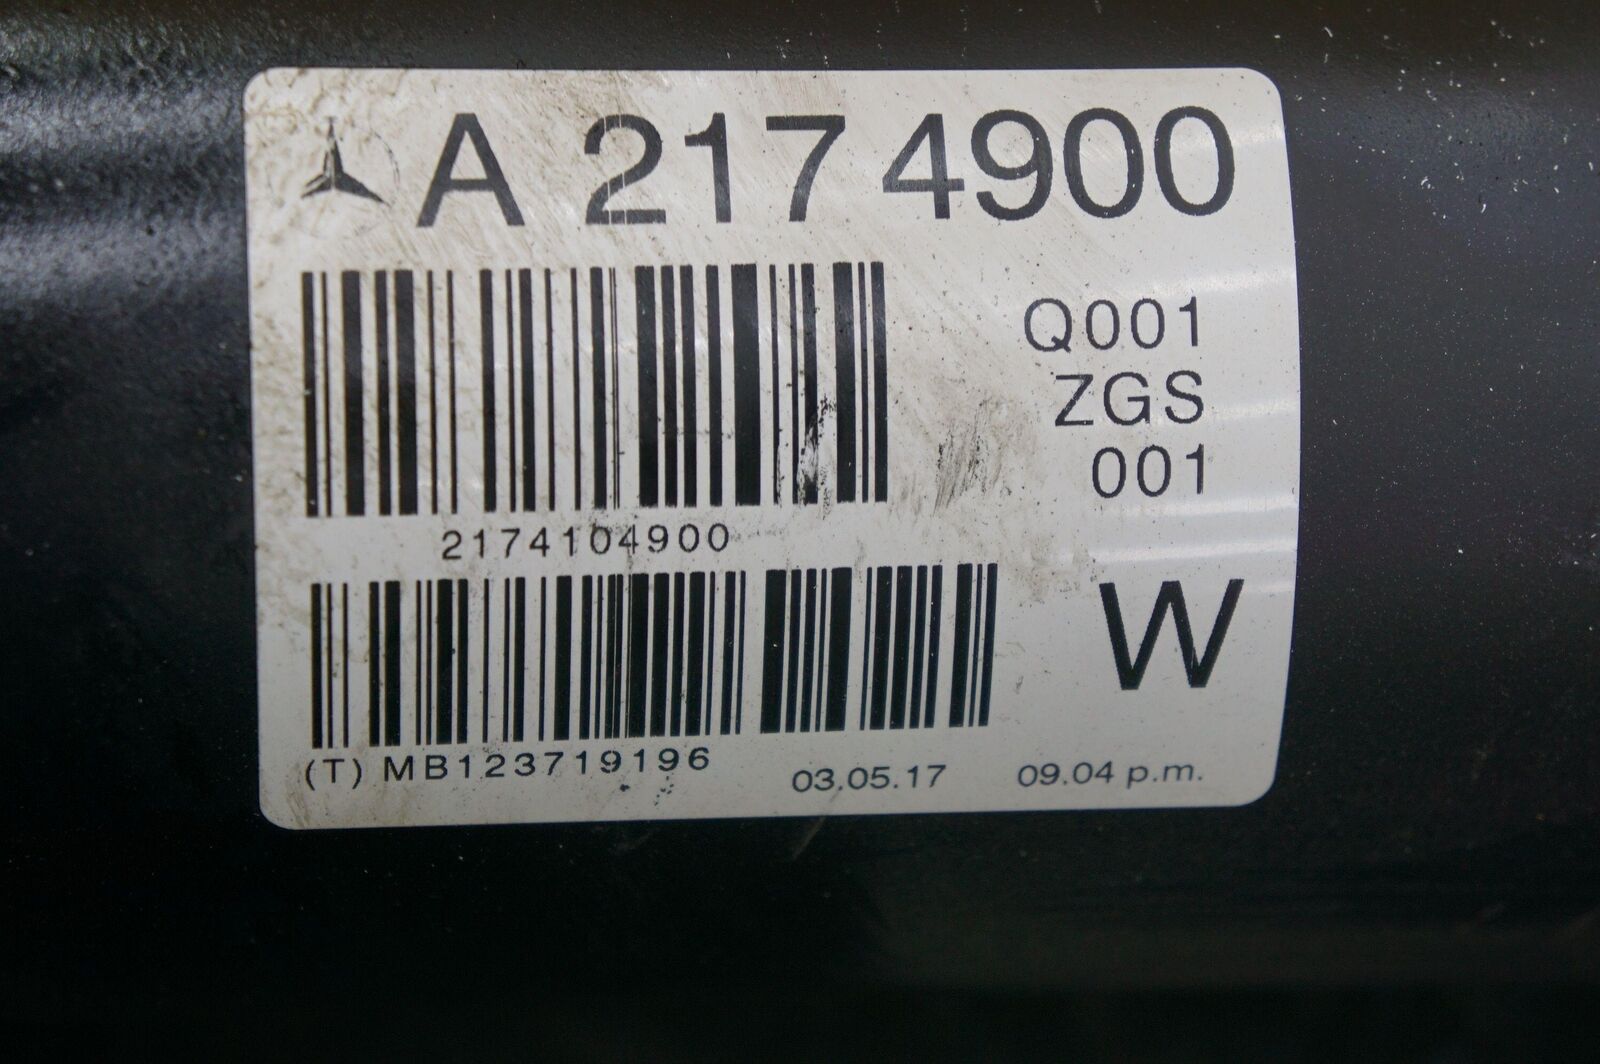 A 217 4900
Q001
ZGS
001
2174104900
W
(T) MB123719196 03.05.17 09.04 p.m.